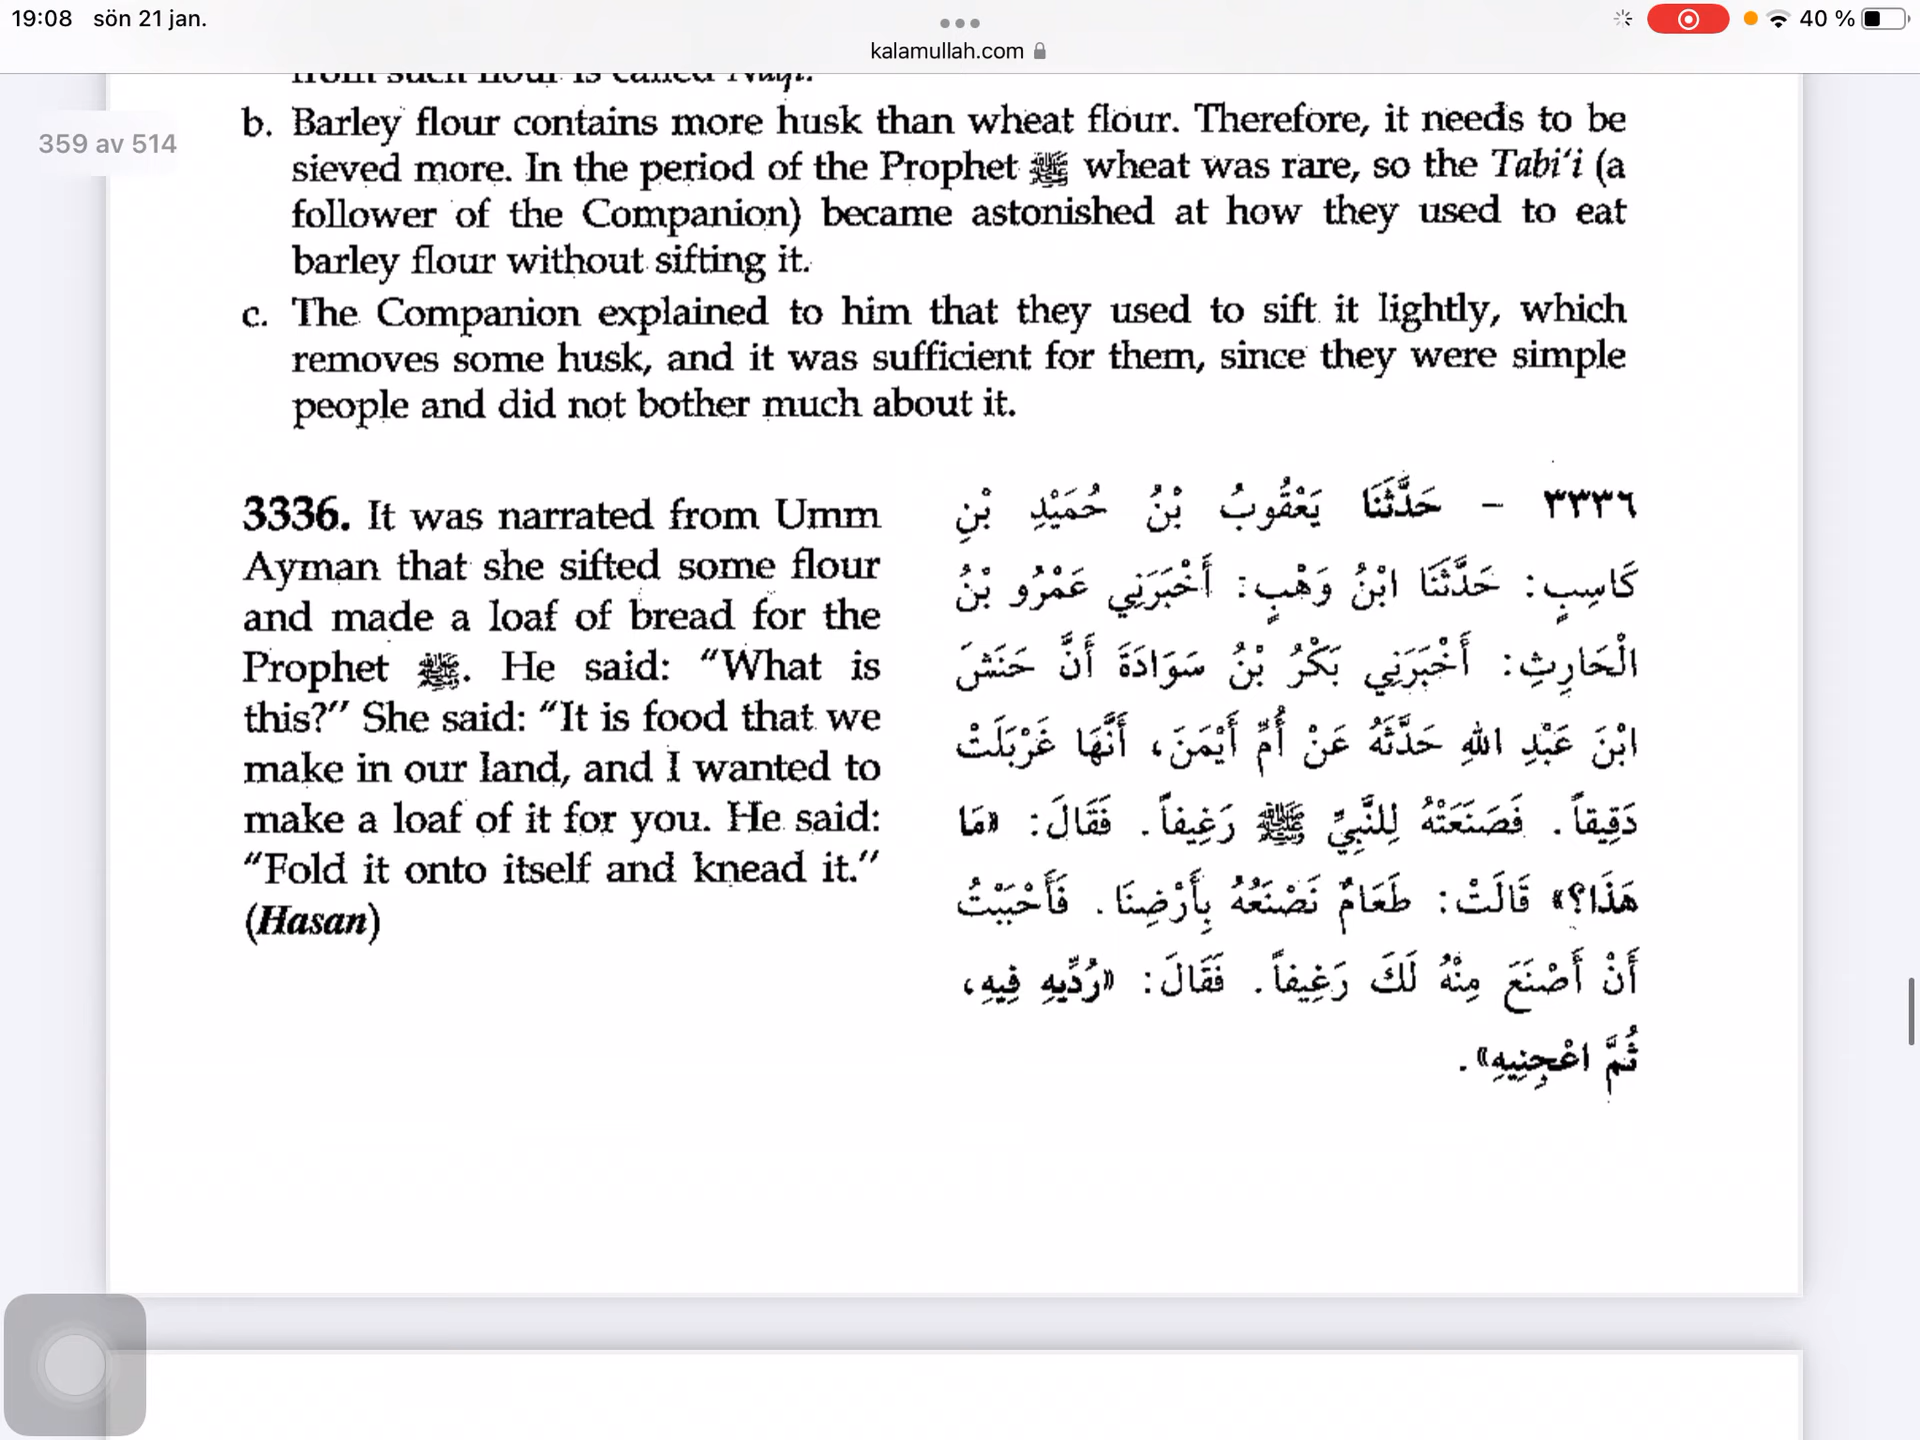 19:08 sön 21 jan.
kalamullah.com
40 %
359 av 514
from such flour is called Naqi.
b. Barley flour contains more husk than wheat flour. Therefore, it needs to be
sieved more. In the period of the Prophet ﷺ wheat was rare, so the Tabi‘i (a
follower of the Companion) became astonished at how they used to eat
barley flour without sifting it.
c. The Companion explained to him that they used to sift it lightly, which
removes some husk, and it was sufficient for them, since they were simple
people and did not bother much about it.
3336. It was narrated from Umm
Ayman that she sifted some flour
and made a loaf of bread for the
Prophet ﷺ. He said: “What is
this?” She said: “It is food that we
make in our land, and I wanted to
make a loaf of it for you. He said:
“Fold it onto itself and knead it.”
(Hasan)
٣٣٣٦ – حَدَّثَنَا يَعْقُوبُ بْنُ حُمَيْدِ بْنِ
كَاسِبٍ: حَدَّثَنَا ابْنُ وَهْبٍ: أَخْبَرَنِي عَمْرُو بْنُ
الْحَارِثِ: أَخْبَرَنِي بَكْرُ بْنُ سَوَادَةَ أَنَّ حَنَشَ
ابْنَ عَبْدِ اللهِ حَدَّثَهُ عَنْ أُمِّ أَيْمَنَ، أَنَّهَا غَرْبَلَتْ
دَقِيقاً. فَصَنَعَتْهُ لِلنَّبِيِّ ﷺ رَغِيفاً. فَقَالَ: «مَا
هَذَا؟» قَالَتْ: طَعَامٌ نَصْنَعُهُ بِأَرْضِنَا. فَأَحْبَبْتُ
أَنْ أَصْنَعَ مِنْهُ لَكَ رَغِيفاً. فَقَالَ: «رُدِّيهِ فِيهِ،
ثُمَّ اعْجِنِيهِ».